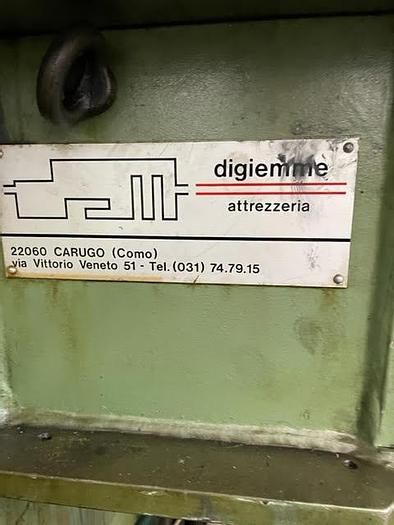 digiemme
attrezzeria
22060 CARUGO (Como)
via Vittorio Veneto 51 - Tel. (031) 74.79.15